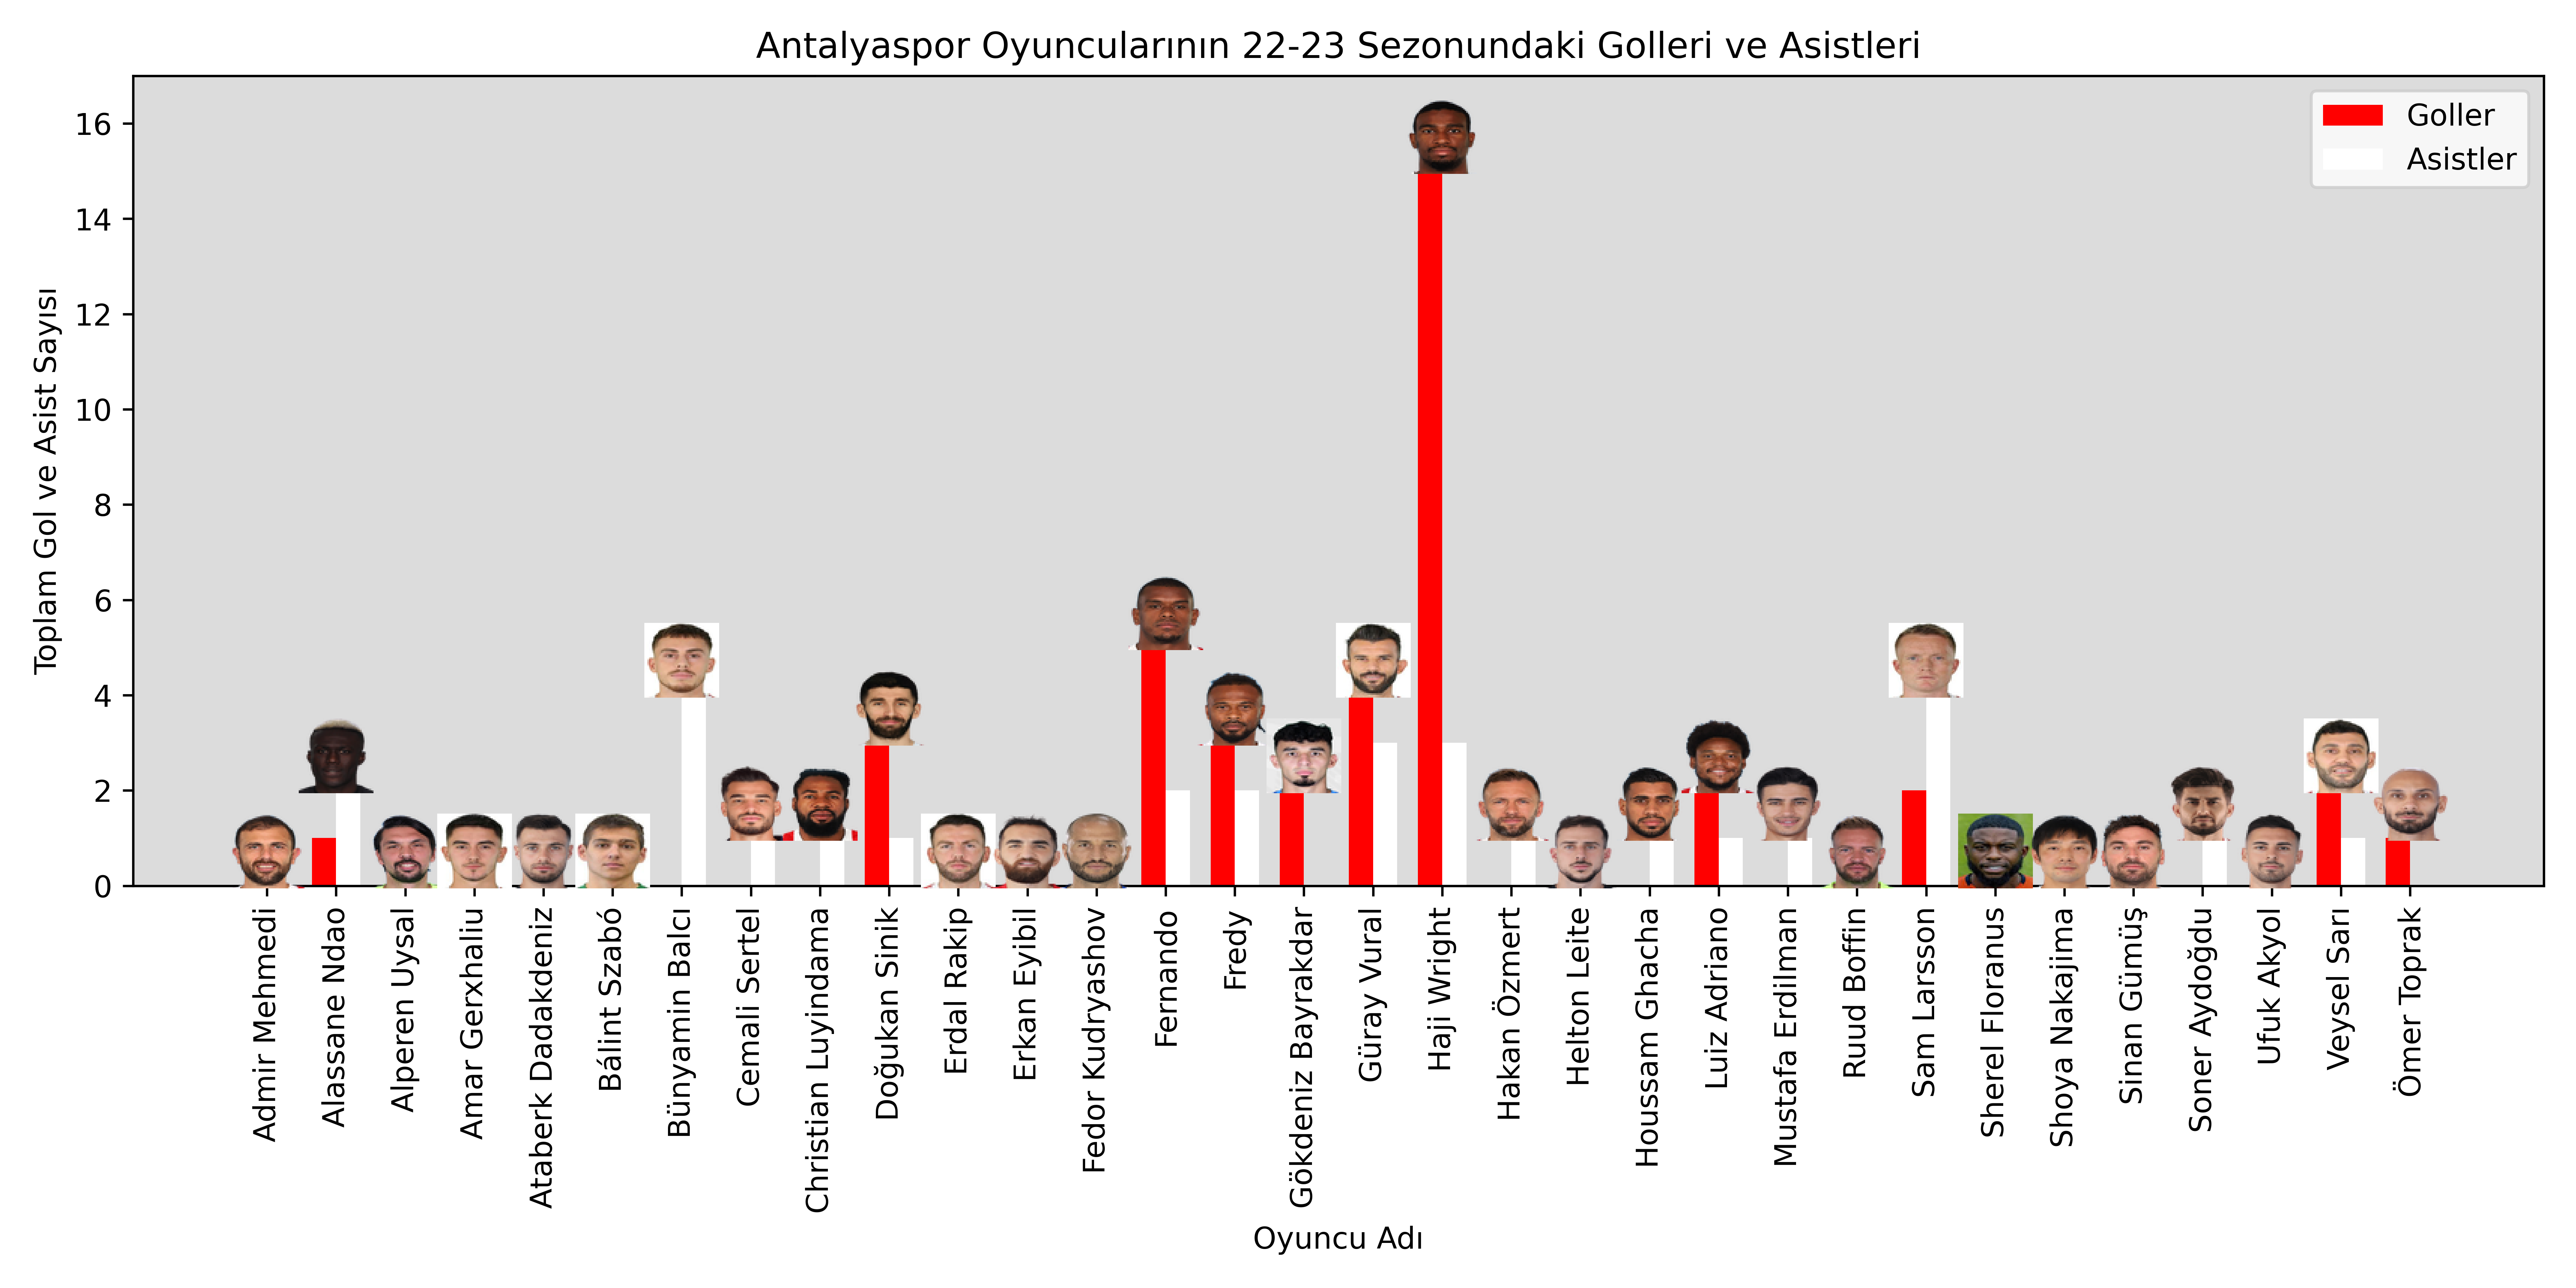 Antalyaspor Oyuncularının 22-23 Sezonundaki Golleri ve Asistleri
Toplam Gol ve Asist Sayısı
16
14
12
10
8
6
4
2
0
Goller
Asistler
Admir Mehmedi
Alassane Ndao
Alperen Uysal
Amar Gerxhaliu
Ataberk Dadakdeniz
Bálint Szabó
Bünyamin Balcı
Cemali Sertel
Christian Luyindama
Doğukan Sinik
Erdal Rakip
Erkan Eyibil
Fedor Kudryashov
Fernando
Fredy
Gökdeniz Bayrakdar
Güray Vural
Haji Wright
Hakan Özmert
Helton Leite
Houssam Ghacha
Luiz Adriano
Mustafa Erdilman
Ruud Boffin
Sam Larsson
Sherel Floranus
Shoya Nakajima
Sinan Gümüş
Soner Aydoğdu
Ufuk Akyol
Veysel Sarı
Ömer Toprak
Oyuncu Adı